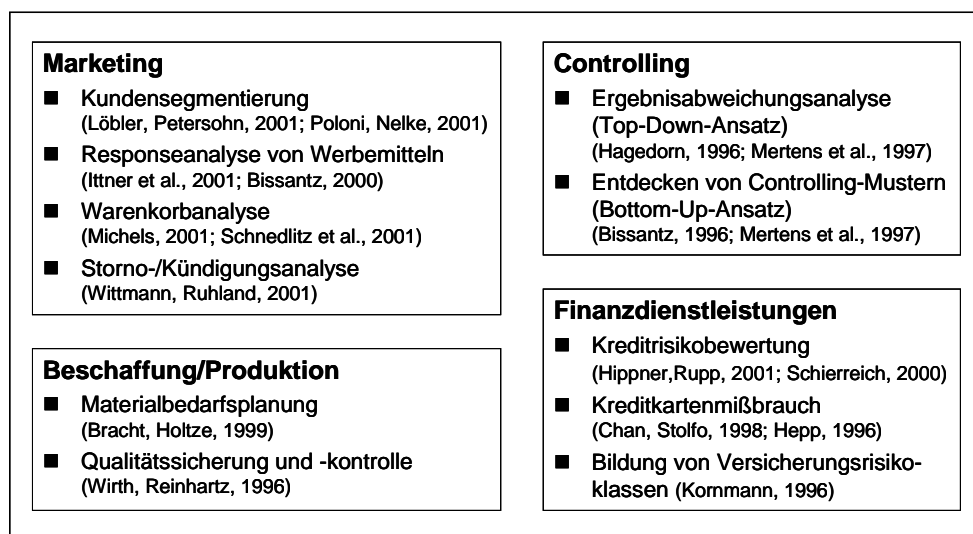 Marketing
■ Kundensegmentierung
(Löbler, Petersohn, 2001; Poloni, Nelke, 2001)
■ Responseanalyse von Werbemitteln
(Ittner et al., 2001; Bissantz, 2000)
■ Warenkorbanalyse
(Michels, 2001; Schnedlitz et al., 2001)
■ Storno-/Kündigungsanalyse
(Wittmann, Ruhland, 2001)
Beschaffung/Produktion
■ Materialbedarfsplanung
(Bracht, Holtze, 1999)
■ Qualitätssicherung und -kontrolle
(Wirth, Reinhartz, 1996)
Controlling
■ Ergebnisabweichungsanalyse
(Top-Down-Ansatz)
(Hagedorn, 1996; Mertens et al., 1997)
■ Entdecken von Controlling-Mustern
(Bottom-Up-Ansatz)
(Bissantz, 1996; Mertens et al., 1997)
Finanzdienstleistungen
■ Kreditrisikobewertung
(Hippner,Rupp, 2001; Schierreich, 2000)
■ Kreditkartenmißbrauch
(Chan, Stolfo, 1998; Hepp, 1996)
■ Bildung von Versicherungsrisiko-
klassen (Kornmann, 1996)